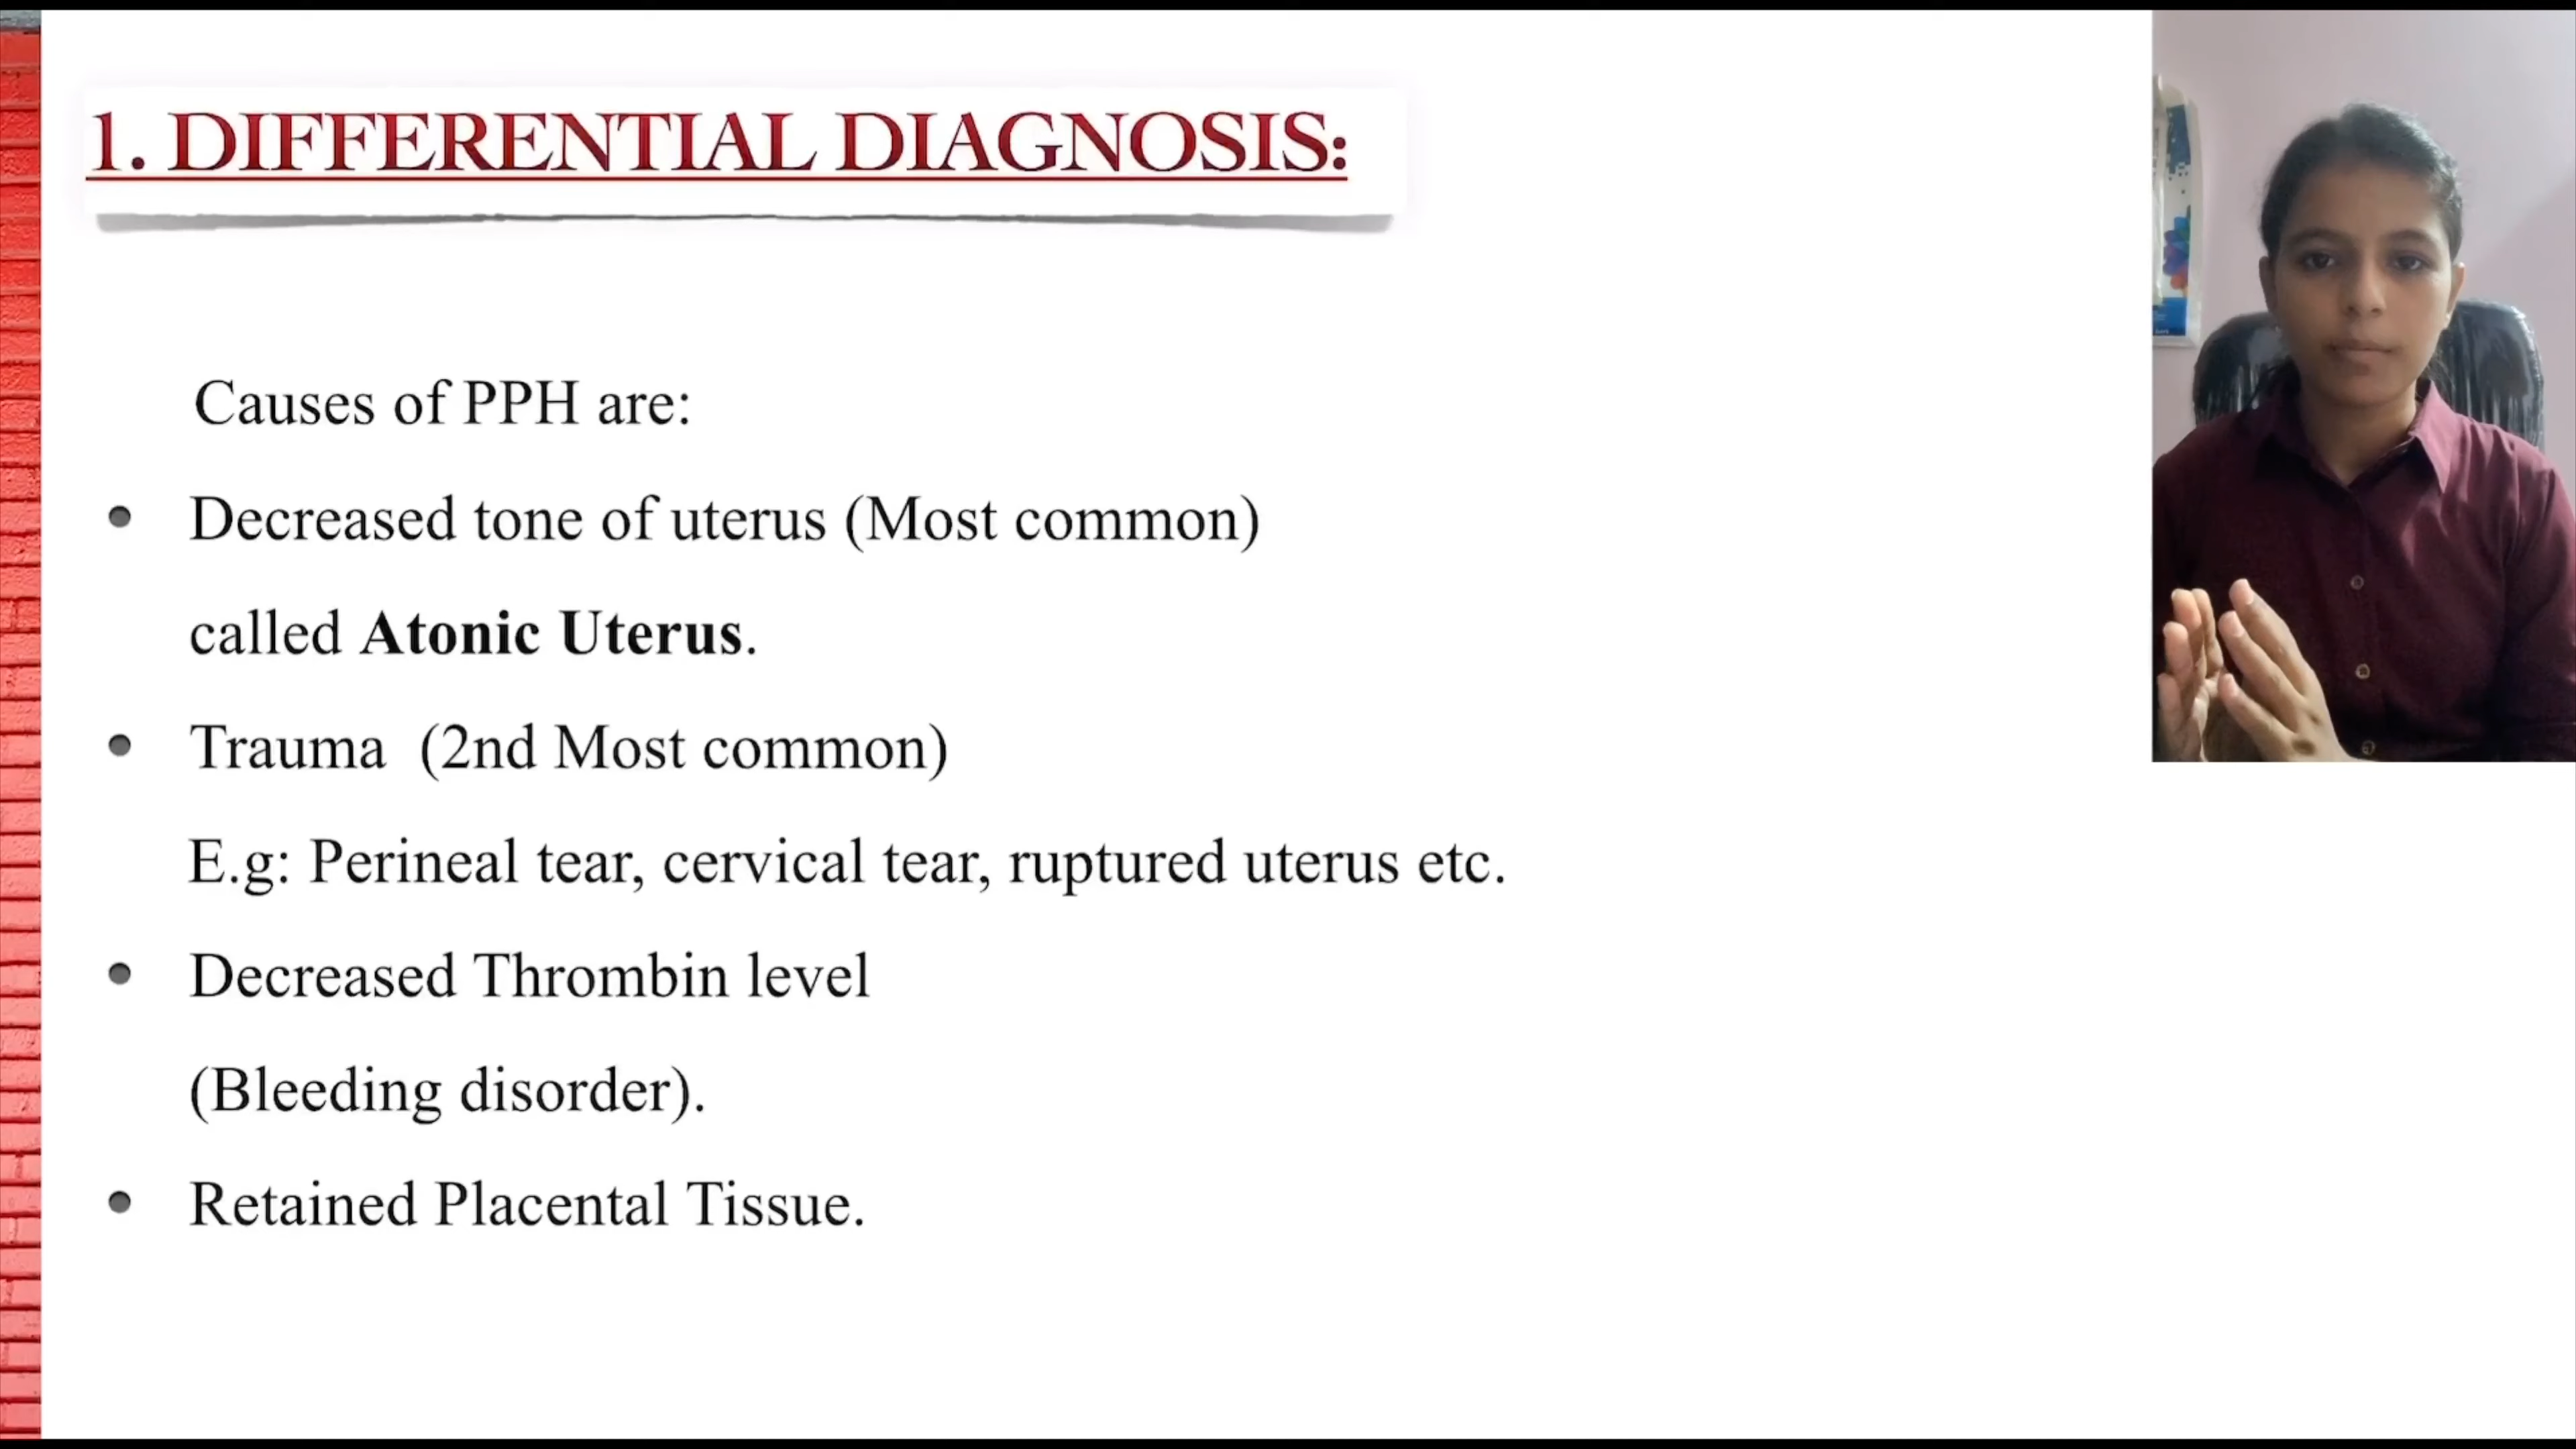 1. DIFFERENTIAL DIAGNOSIS:
Causes of PPH are:
• Decreased tone of uterus (Most common)
called Atonic Uterus.
• Trauma (2nd Most common)
E.g: Perineal tear, cervical tear, ruptured uterus etc.
• Decreased Thrombin level
(Bleeding disorder).
• Retained Placental Tissue.